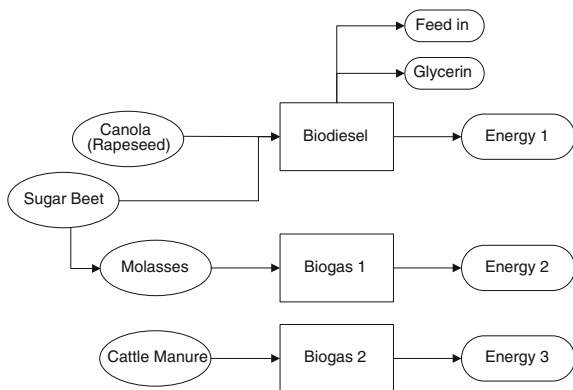 Feed in
Glycerin
Canola
(Rapeseed)
Biodiesel
Energy 1
Sugar Beet
Molasses
Biogas 1
Energy 2
Cattle Manure
Biogas 2
Energy 3